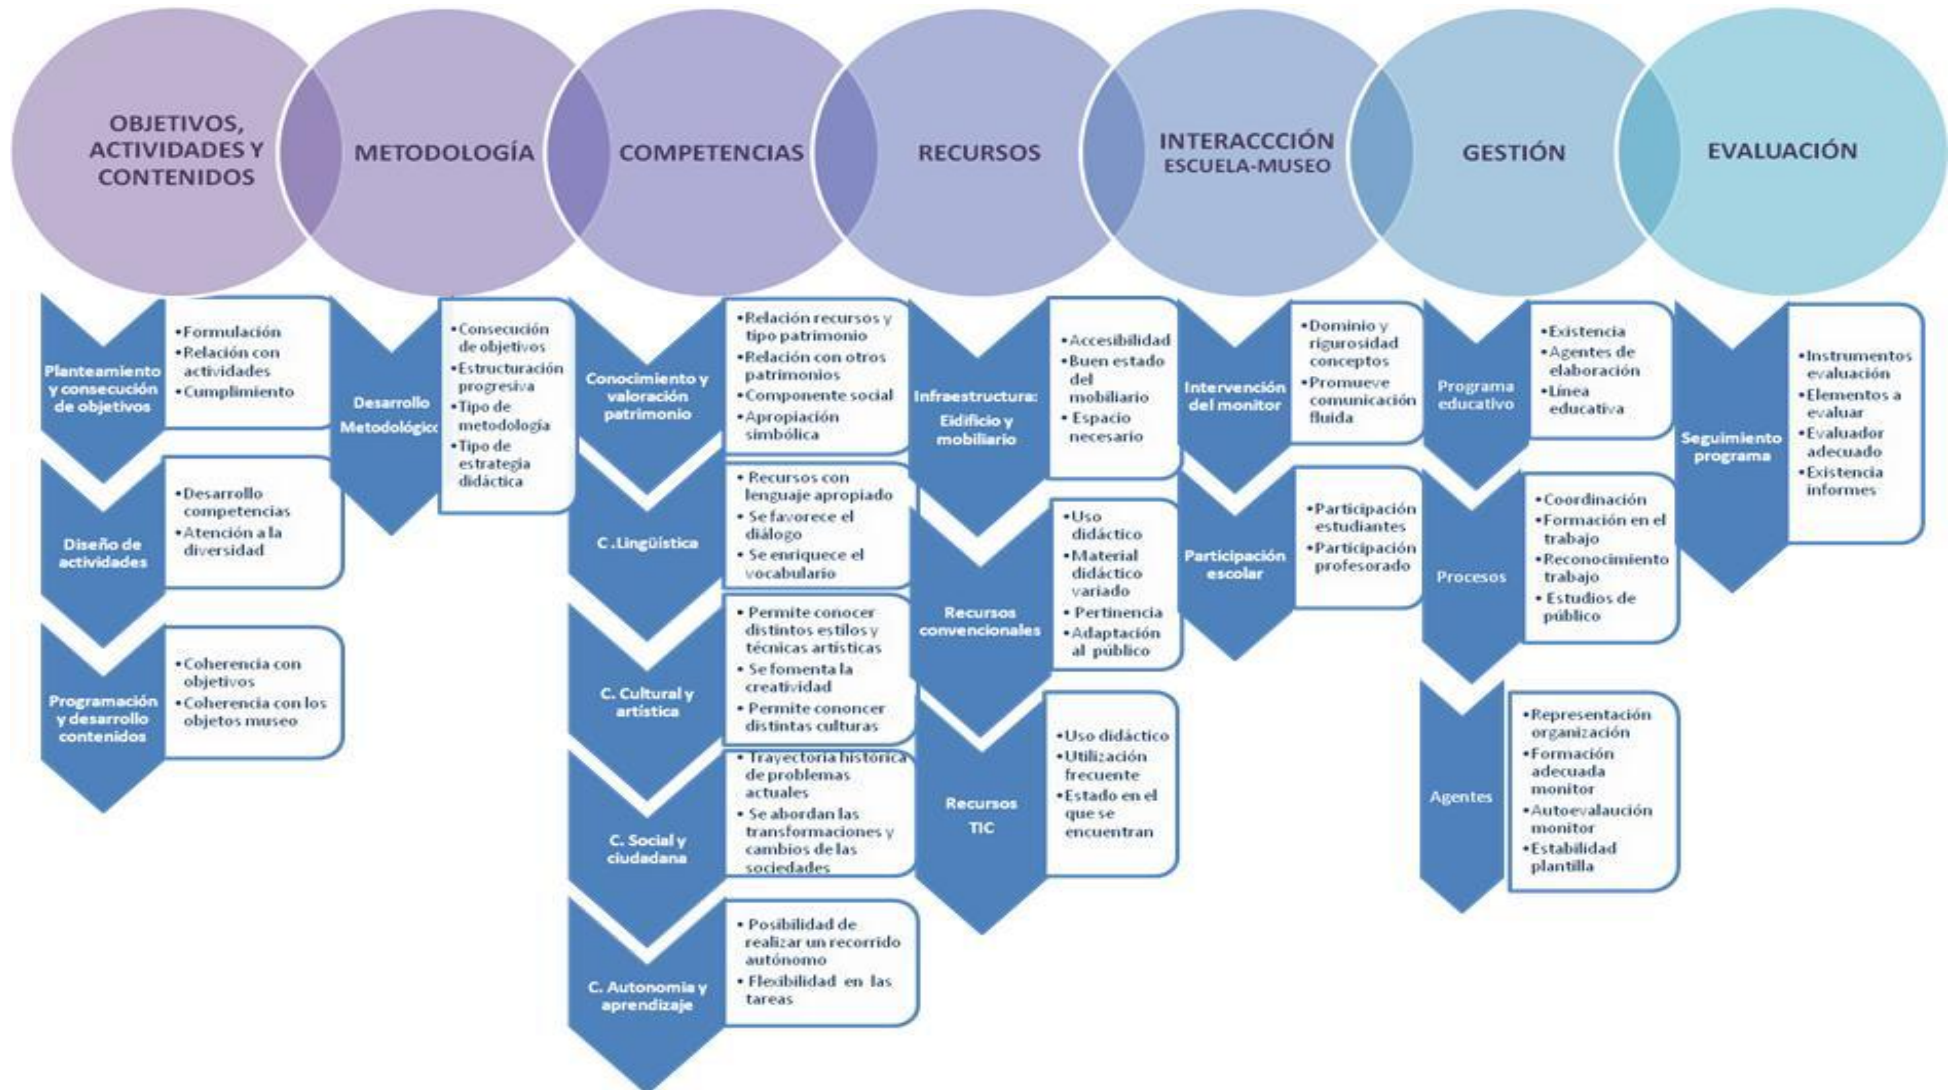 OBJETIVOS,
ACTIVIDADES Y
CONTENIDOS
METODOLOGÍA
COMPETENCIAS
RECURSOS
INTERACCCIÓN
ESCUELA-MUSEO
GESTIÓN
EVALUACIÓN
Planteamiento
y consecución
de objetivos
•Formulación
•Relación con
actividades
•Cumplimiento
Diseño de
actividades
•Desarrollo
competencias
•Atención a la
diversidad
Programación
y desarrollo
contenidos
•Coherencia con
objetivos
•Coherencia con los
objetos museo
Desarrollo
Metodológico
•Consecución
de objetivos
•Estructuración
progresiva
•Tipo de
metodología
•Tipo de
estrategia
didáctica
Conocimiento y
valoración
patrimonio
•Relación recursos y
tipo patrimonio
•Relación con otros
patrimonios
•Componente social
•Apropiación
simbólica
C .Lingüística
• Recursos con
lenguaje apropiado
• Se favorece el
diálogo
• Se enriquece el
vocabulario
C. Cultural y
artística
• Permite conocer
distintos estilos y
técnicas artísticas
• Se fomenta la
creatividad
• Permite cononcer
distintas culturas
C. Social y
ciudadana
• Trayectoria histórica
de problemas
actuales
• Se abordan las
transformaciones y
cambios de las
sociedades
C. Autonomia y
aprendizaje
• Posibilidad de
realizar un recorrido
autónomo
• Flexibilidad en las
tareas
Infraestructura:
Eidificio y
mobiliario
•Accesibilidad
•Buen estado
del
mobiliario
• Espacio
necesario
Recursos
convencionales
•Uso
didáctico
•Material
didáctico
variado
•Pertinencia
•Adaptación
al público
Recursos
TIC
•Uso didáctico
•Utilización
frecuente
•Estado en el
que se
encuentran
Intervención
del monitor
•Dominio y
rigurosidad
conceptos
•Promueve
comunicación
fluida
Participación
escolar
•Participación
estudiantes
•Participación
profesorado
Programa
educativo
•Existencia
•Agentes de
elaboración
•Línea
educativa
Procesos
•Coordinación
•Formación en el
trabajo
•Reconocimiento
trabajo
•Estudios de
público
Agentes
•Representación
organización
•Formación
adecuada
monitor
•Autoevalaución
monitor
•Estabilidad
plantilla
Seguimiento
programa
•Instrumentos
evaluación
•Elementos a
evaluar
•Evaluador
adecuado
•Existencia
informes